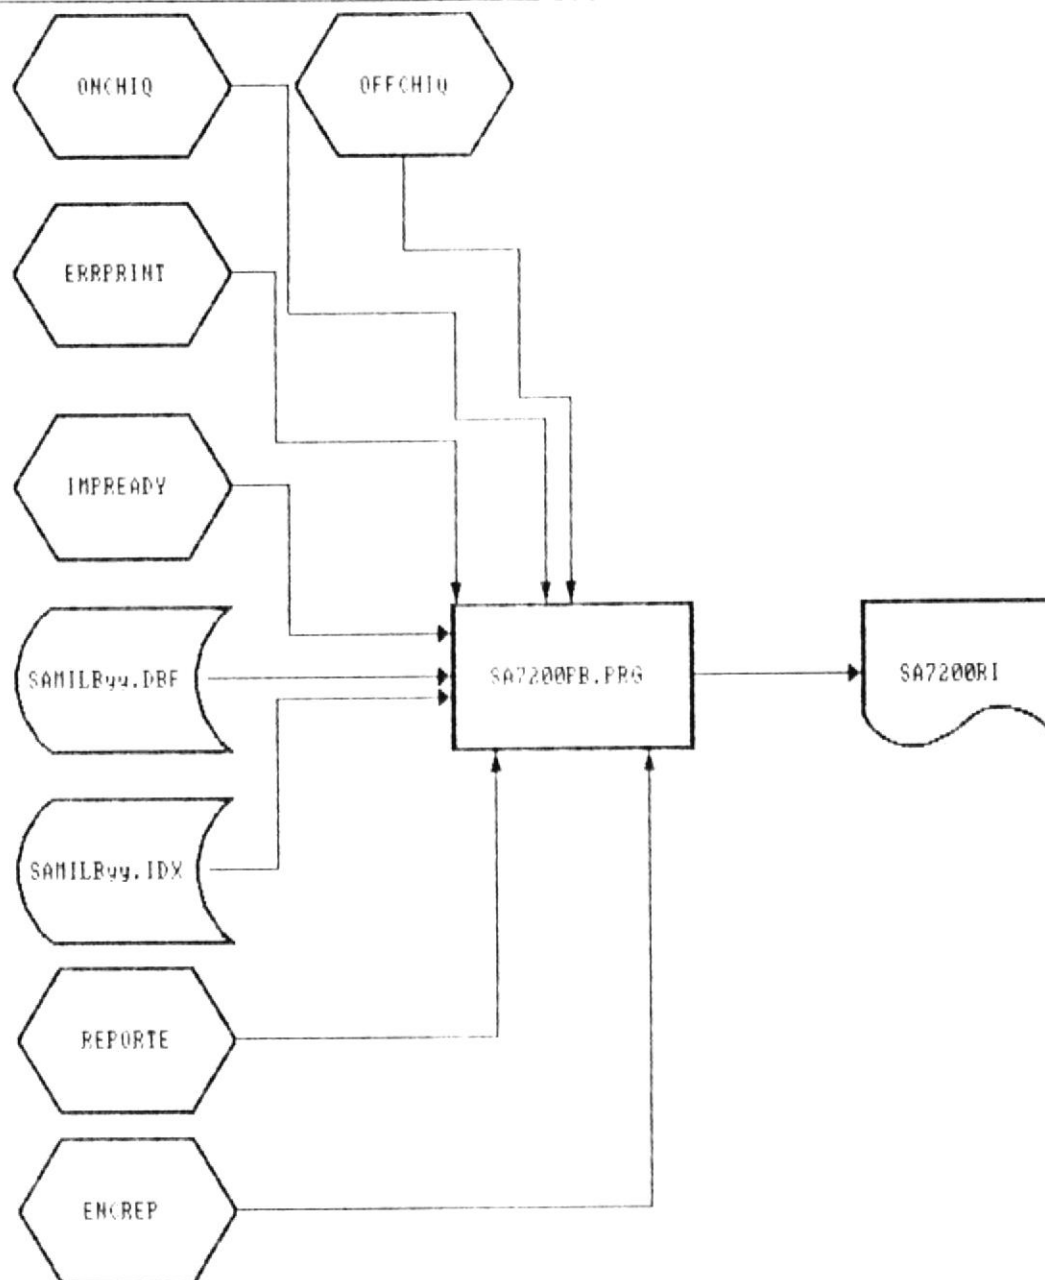 ONCHIQ
OFFCHIQ
ERRPRINT
IMPREADY
SAMILByy.DBF
SA7200PB.PRG
SA7200RI
SAMILByy.IDX
REPORTE
ENCREP